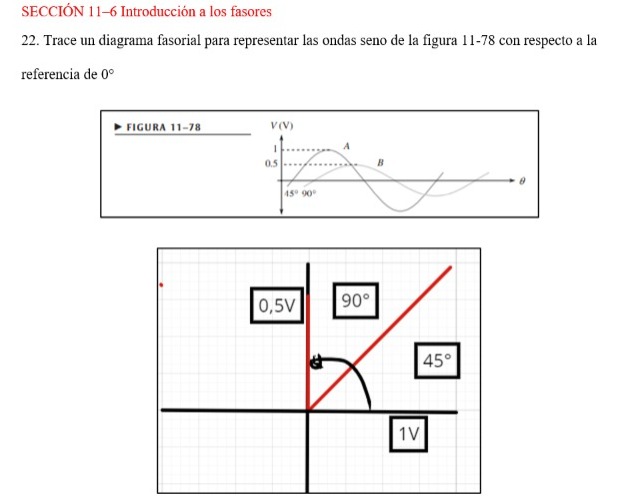 SECCIÓN 11–6 Introducción a los fasores
22. Trace un diagrama fasorial para representar las ondas seno de la figura 11-78 con respecto a la
referencia de 0°
▶ FIGURA 11–78
V(V)
1
A
0.5
B
θ
45° 90°
0,5V
90°
45°
1V